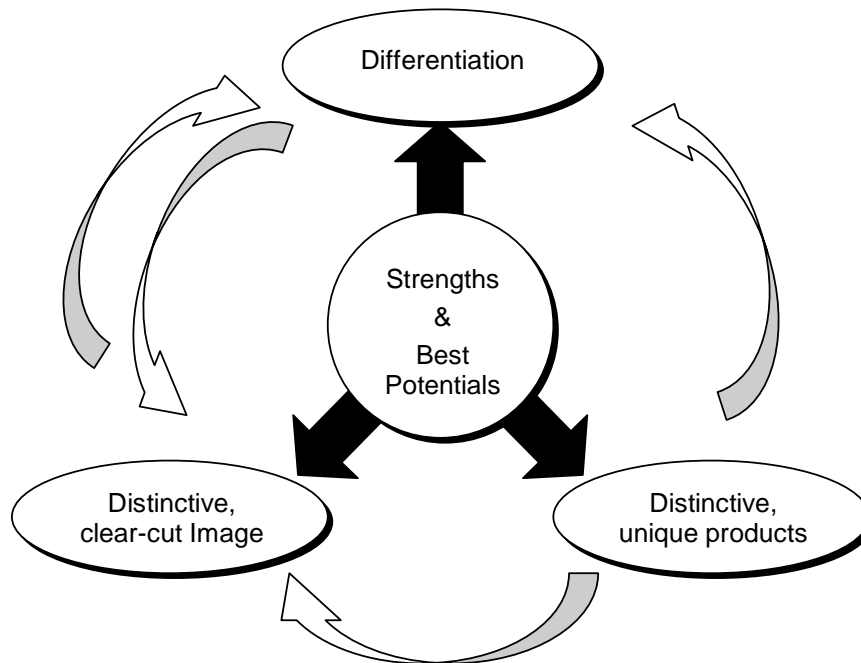 Differentiation
Strengths
&
Best
Potentials
Distinctive,
clear-cut Image
Distinctive,
unique products